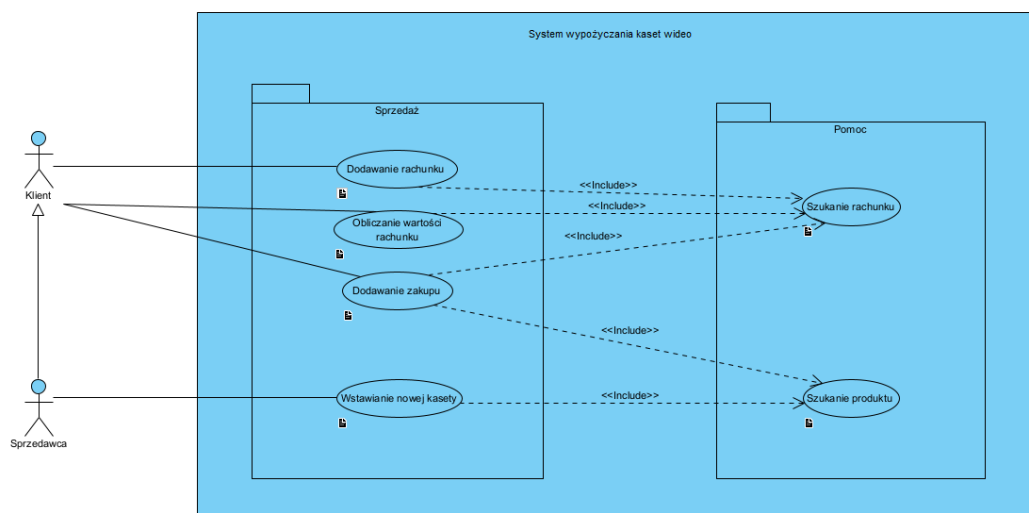 System wypożyczania kaset wideo
Sprzedaż
Pomoc
Dodawanie rachunku
<<Include>>
Klient
Szukanie rachunku
<<Include>>
Obliczanie wartości
rachunku
<<Include>>
Dodawanie zakupu
<<Include>>
Wstawianie nowej kasety
<<Include>>
Szukanie produktu
Sprzedawca